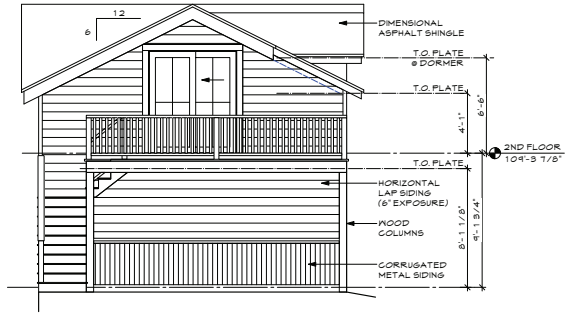 12
6
DIMENSIONAL
ASPHALT SHINGLE
T.O. PLATE
@ DORMER
T.O. PLATE
4'-1"
6'-6"
2ND FLOOR
109'-3 7/8"
T.O. PLATE
HORIZONTAL
LAP SIDING
(6" EXPOSURE)
WOOD
COLUMNS
8'-1 1/8"
9'-1 3/4"
CORRUGATED
METAL SIDING